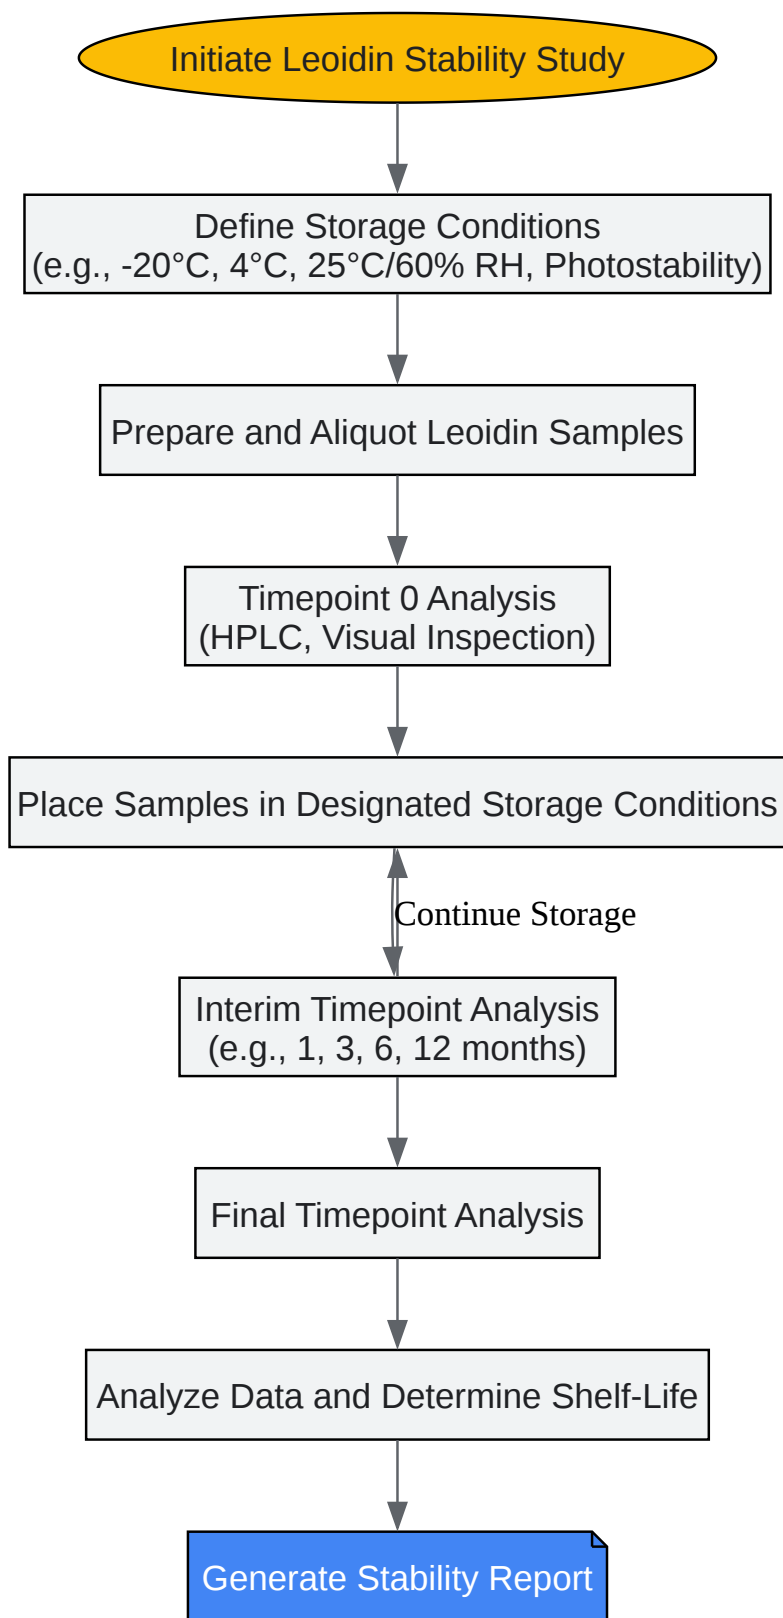 Initiate Leoidin Stability Study
Define Storage Conditions
(e.g., -20°C, 4°C, 25°C/60% RH, Photostability)
Prepare and Aliquot Leoidin Samples
Timepoint 0 Analysis
(HPLC, Visual Inspection)
Place Samples in Designated Storage Conditions
Continue Storage
Interim Timepoint Analysis
(e.g., 1, 3, 6, 12 months)
Final Timepoint Analysis
Analyze Data and Determine Shelf-Life
Generate Stability Report